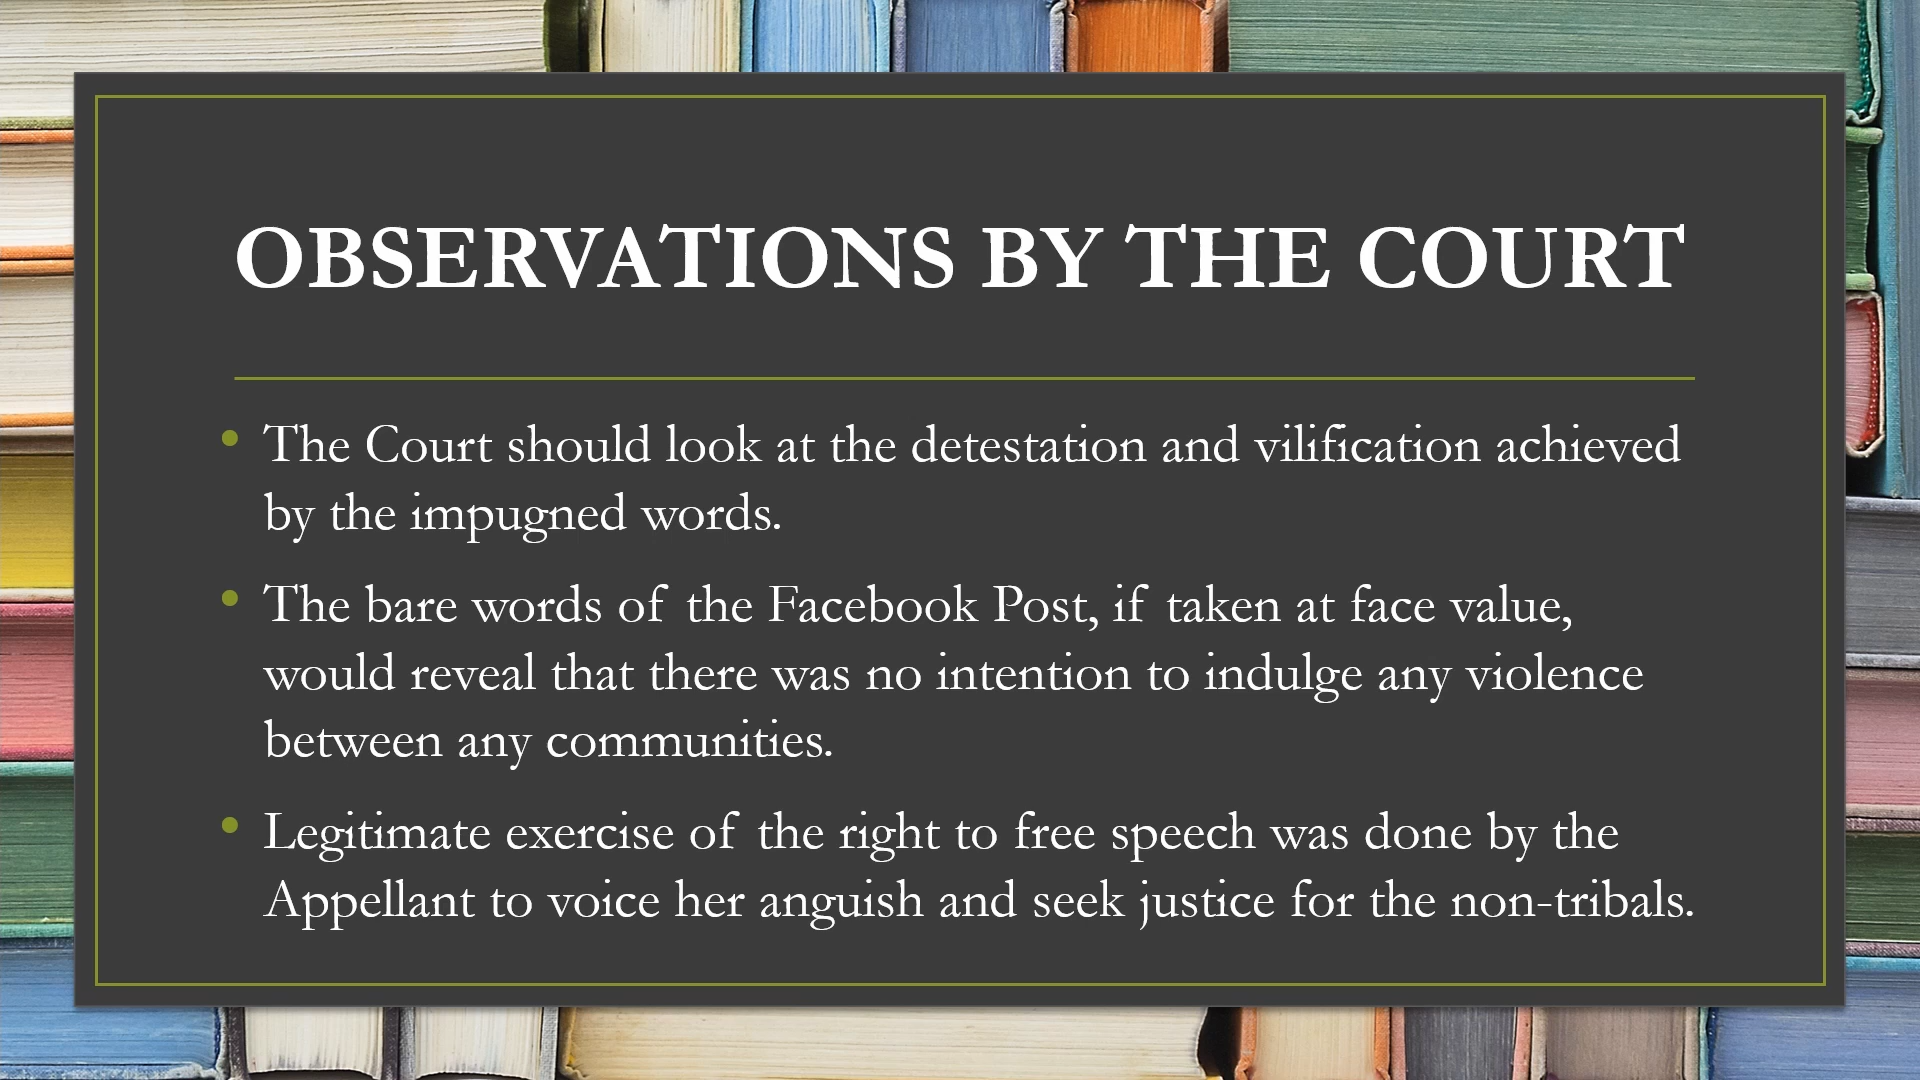 OBSERVATIONS BY THE COURT
• The Court should look at the detestation and vilification achieved
by the impugned words.
• The bare words of the Facebook Post, if taken at face value,
would reveal that there was no intention to indulge any violence
between any communities.
• Legitimate exercise of the right to free speech was done by the
Appellant to voice her anguish and seek justice for the non-tribals.